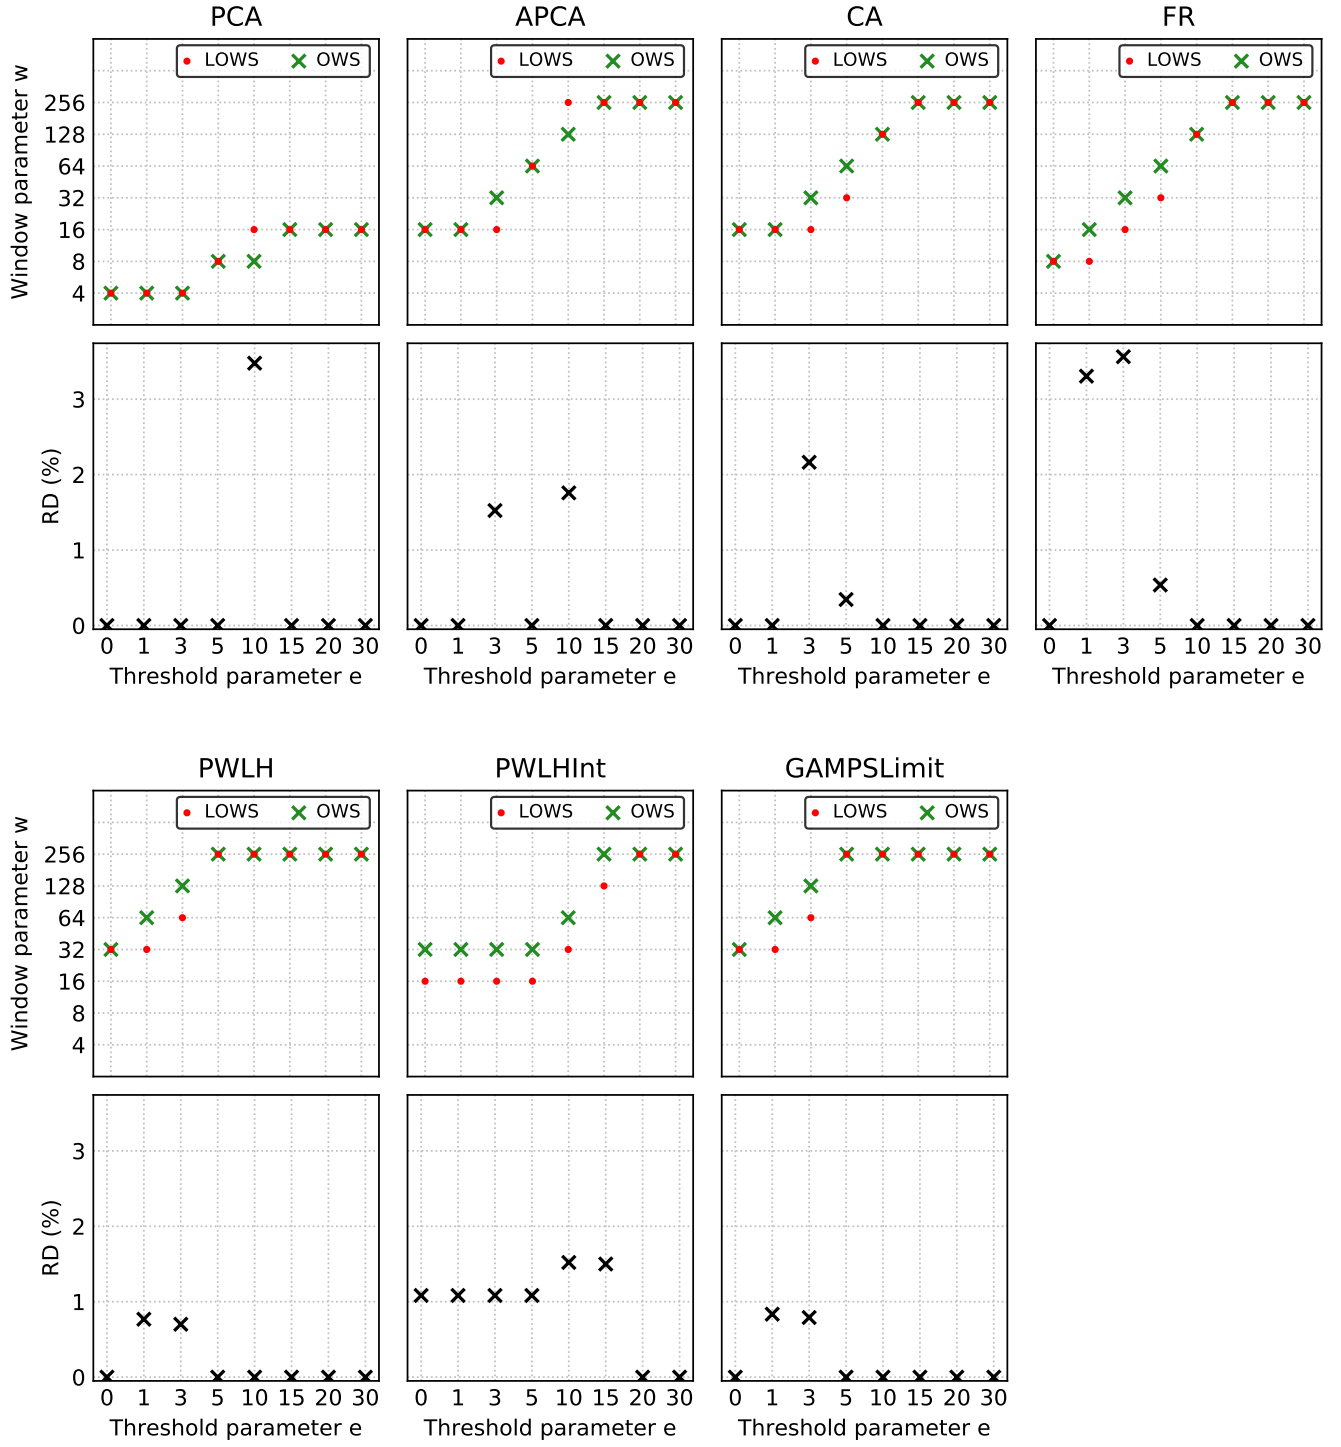 PCA APCA CA FR
LOWS OWS LOWS OWS LOWS OWS LOWS OWS
Window parameter w
256
128
64
32
16
8
4
RD (%)
3
2
1
0
0 1 3 5 10 15 20 30 0 1 3 5 10 15 20 30 0 1 3 5 10 15 20 30 0 1 3 5 10 15 20 30
Threshold parameter e Threshold parameter e Threshold parameter e Threshold parameter e
PWLH PWLHInt GAMPSLimit
LOWS OWS LOWS OWS LOWS OWS
Window parameter w
256
128
64
32
16
8
4
RD (%)
3
2
1
0
0 1 3 5 10 15 20 30 0 1 3 5 10 15 20 30 0 1 3 5 10 15 20 30
Threshold parameter e Threshold parameter e Threshold parameter e